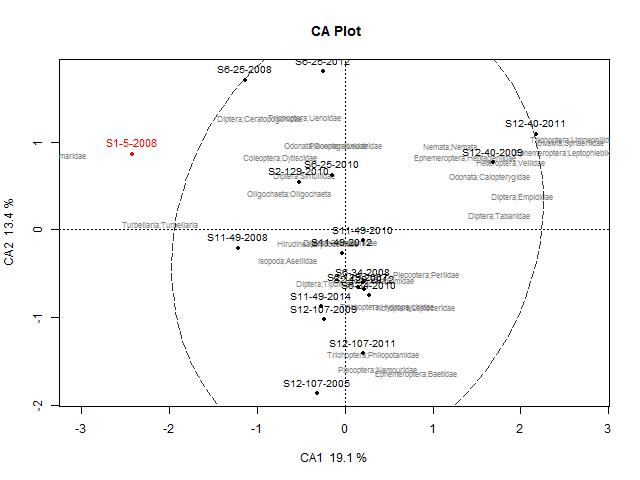 CA Plot
S6-25-2012
S6-25-2008
Trichoptera;Uenoidae
Diptera;Ceratopogonidae
S12-40-2011
S1-5-2008
Nemata;Nemata
S12-40-2009
maridae
Coleoptera;Dytiscidae
S6-25-2010
S2-129-2010
Odonata;Calopterygidae
Oligochaeta;Oligochaeta
Diptera;Empididae
Diptera;Tabanidae
Turbellaria;Turbellaria
S11-49-2010
S11-49-2008
S11-49-2012
Isopoda;Asellidae
S6-34-2008
Plecoptera;Perlidae
S11-49-2014
S12-107-2009
S12-107-2011
Trichoptera;Philopotamidae
Plecoptera;Nemouridae
Ephemeroptera;Baetidae
S12-107-2005
CA2 13.4 %
1
0
-1
-2
-3
-2
-1
0
1
2
3
CA1 19.1 %